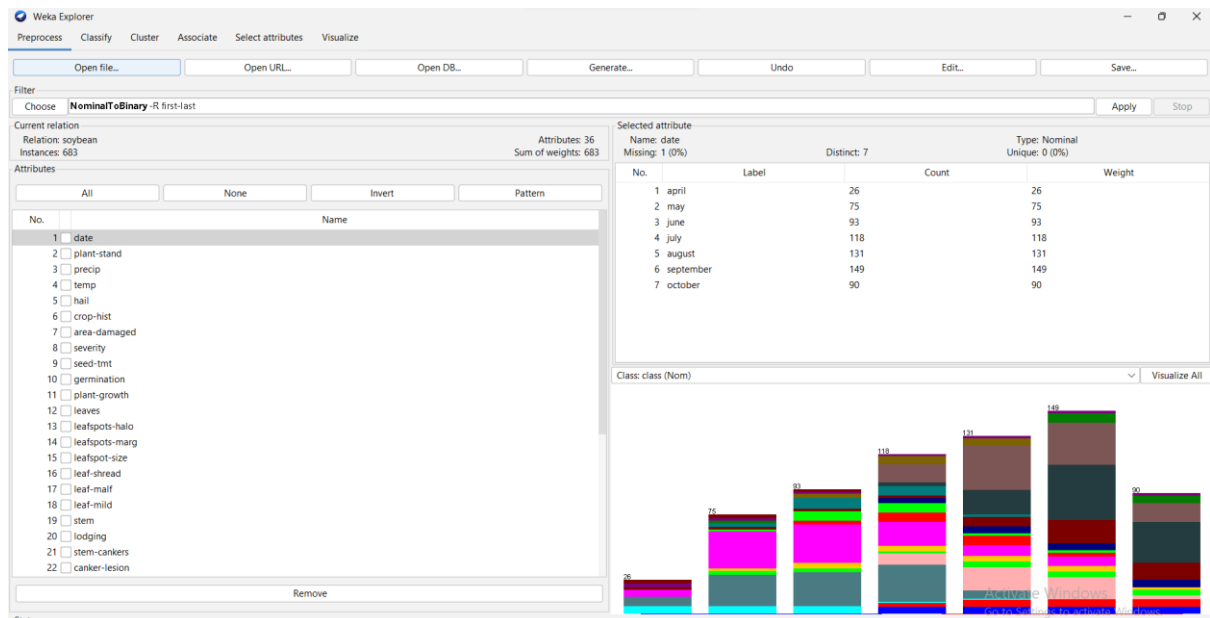 Weka Explorer
Preprocess Classify Cluster Associate Select attributes Visualize
Open file... Open URL... Open DB... Generate... Undo Edit... Save...
Filter
Choose NominalToBinary -R first-last Apply Stop
Current relation
Relation: soybean Attributes: 36
Instances: 683 Sum of weights: 683
Attributes
All None Invert Pattern
No. Name
1 date
2 plant-stand
3 precip
4 temp
5 hail
6 crop-hist
7 area-damaged
8 severity
9 seed-tmt
10 germination
11 plant-growth
12 leaves
13 leafspots-halo
14 leafspots-marg
15 leafspot-size
16 leaf-shread
17 leaf-malf
18 leaf-mild
19 stem
20 lodging
21 stem-cankers
22 canker-lesion
Remove
Selected attribute
Name: date Type: Nominal
Missing: 1 (0%) Distinct: 7 Unique: 0 (0%)
No. Label Count Weight
1 april 26 26
2 may 75 75
3 june 93 93
4 july 118 118
5 august 131 131
6 september 149 149
7 october 90 90
Class: class (Nom) Visualize All
26 75 93 118 131 149 90
Activate Windows
Go to Settings to activate Windows.